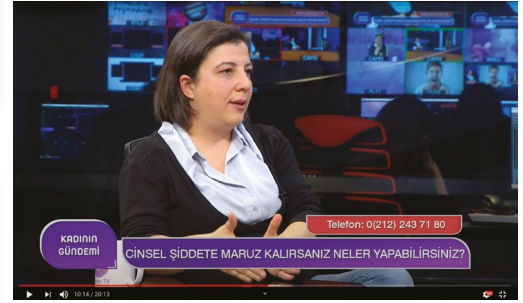 Telefon: 0(212) 243 71 80
KADININ
GÜNDEMİ
CİNSEL ŞİDDETE MARUZ KALIRSANIZ NELER YAPABİLİRSİNİZ?
TV
10:14 / 20:13